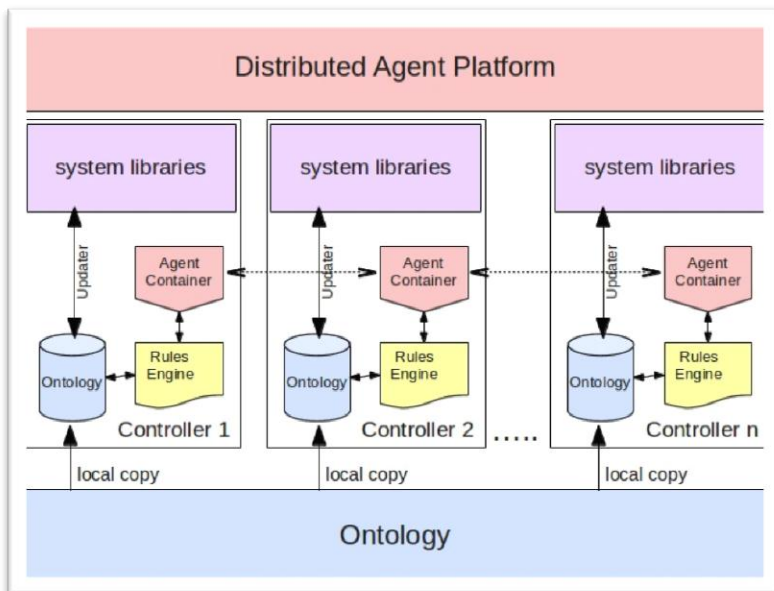 Distributed Agent Platform
system libraries
Updater
Agent
Container
Ontology
Rules
Engine
Controller 1
local copy
system libraries
Updater
Agent
Container
Ontology
Rules
Engine
Controller 2
local copy
.....
system libraries
Updater
Agent
Container
Ontology
Rules
Engine
Controller n
local copy
Ontology